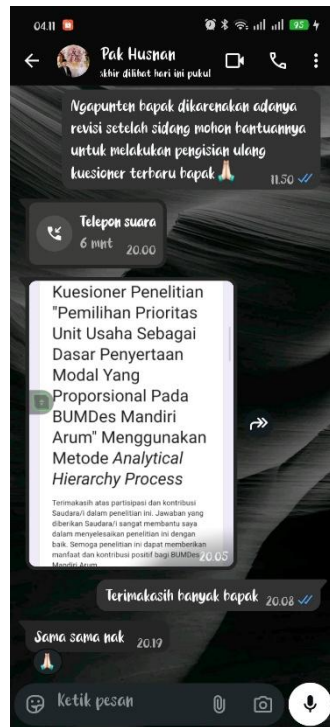 04.11
95
Pak Husnan
akhir dilihat hari ini pukul
Ngapunten bapak dikarenakan adanya
revisi setelah sidang mohon bantuannya
untuk melakukan pengisian ulang
kuesioner terbaru bapak 🙏🏻
11.50
Telepon suara
6 mnt
20.00
Kuesioner Penelitian
"Pemilihan Prioritas
Unit Usaha Sebagai
Dasar Penyertaan
Modal Yang
Proporsional Pada
BUMDes Mandiri
Arum" Menggunakan
Metode Analytical
Hierarchy Process
Terimakasih atas partisipasi dan kontribusi
Saudara/i dalam penelitian ini. Jawaban yang
diberikan Saudara/i sangat membantu saya
dalam menyelesaikan penelitian ini dengan
baik. Semoga penelitian ini dapat memberikan
manfaat dan kontribusi positif bagi BUMDes
Mandiri Arum
20.05
Terimakasih banyak bapak
20.08
Sama sama nak
20.19
🙏🏻
Ketik pesan